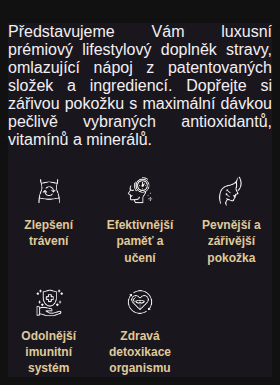 Představujeme Vám luxusní
prémiový lifestylový doplněk stravy,
omlazující nápoj z patentovaných
složek a ingrediencí. Dopřejte si
zářivou pokožku s maximální dávkou
pečlivě vybraných antioxidantů,
vitamínů a minerálů.
Zlepšení
trávení
Efektivnější
paměť a
učení
Pevnější a
zářivější
pokožka
Odolnější
imunitní
systém
Zdravá
detoxikace
organismu